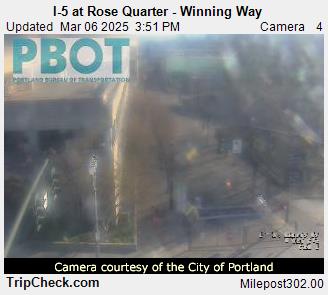 I-5 at Rose Quarter - Winning Way
Updated Mar 06 2025 3:51 PM Camera 4
PBOT
PORTLAND BUREAU OF TRANSPORTATION
Camera courtesy of the City of Portland
TripCheck.com Milepost302.00